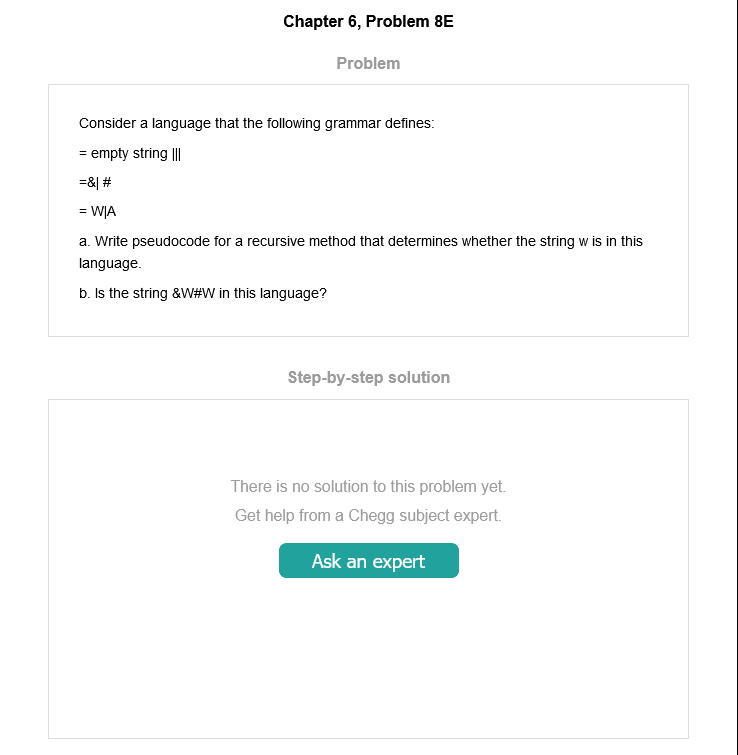 Chapter 6, Problem 8E
Problem
Consider a language that the following grammar defines:
= empty string |||
=&| #
= W|A
a. Write pseudocode for a recursive method that determines whether the string w is in this
language.
b. Is the string &W#W in this language?
Step-by-step solution
There is no solution to this problem yet.
Get help from a Chegg subject expert.
Ask an expert